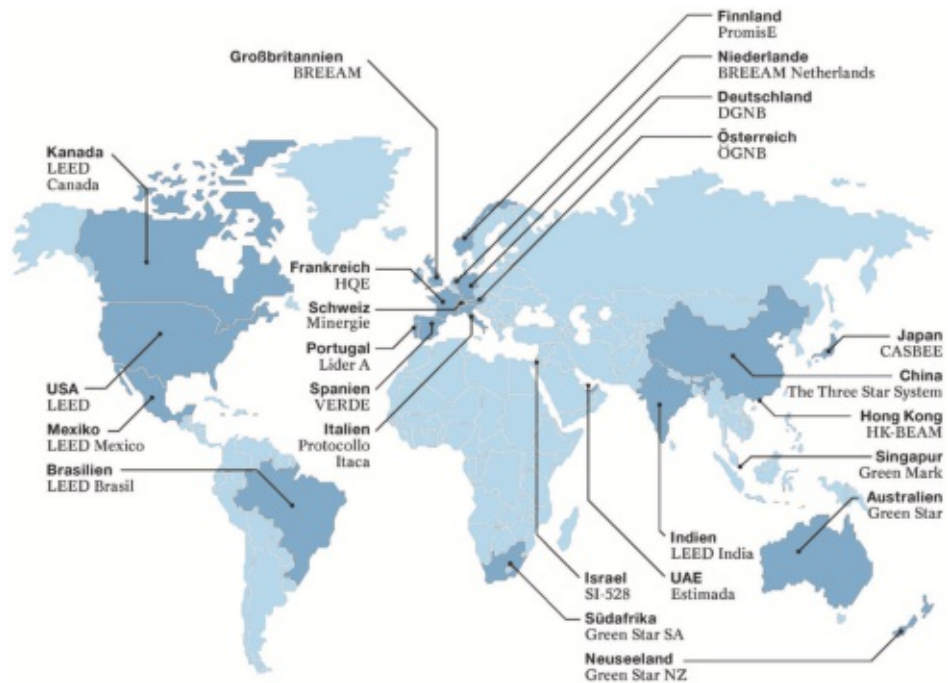 Finnland
PromisE
Großbritannien
BREEAM
Niederlande
BREEAM Netherlands
Deutschland
DGNB
Österreich
ÖGNB
Kanada
LEED
Canada
Frankreich
HQE
Schweiz
Minergie
Portugal
Lider A
Spanien
VERDE
Italien
Protocollo
Itaca
USA
LEED
Mexiko
LEED Mexico
Brasilien
LEED Brasil
Japan
CASBEE
China
The Three Star System
Hong Kong
HK-BEAM
Singapur
Green Mark
Australien
Green Star
Indien
LEED India
Israel
SI-528
UAE
Estimada
Südafrika
Green Star SA
Neuseeland
Green Star NZ